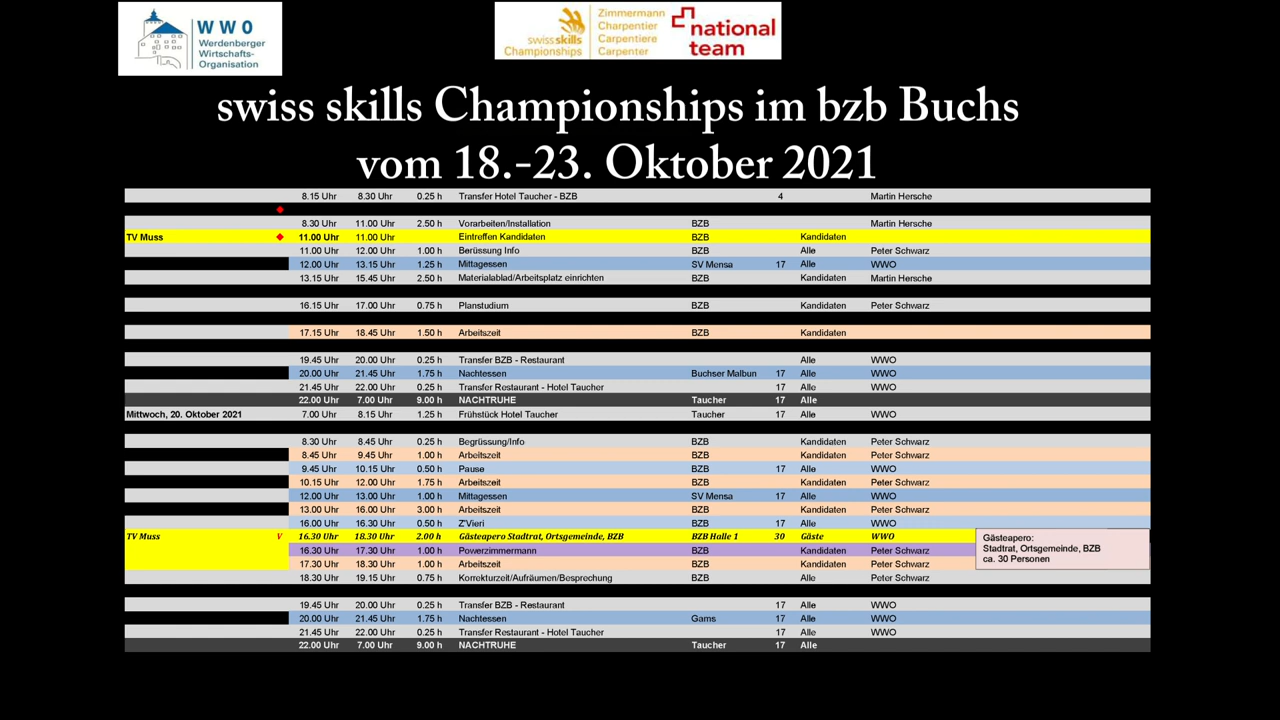 WWO
Werdenberger
Wirtschafts-
Organisation
swissskills
Championships
Zimmermann
Charpentier
Carpentiere
Carpenter
national
team
swiss skills Championships im bzb Buchs
vom 18.-23. Oktober 2021
8.15 Uhr 8.30 Uhr 0.25 h Transfer Hotel Taucher - BZB 4 Martin Hersche
8.30 Uhr 11.00 Uhr 2.50 h Vorarbeiten/Installation BZB Martin Hersche
TV Muss 11.00 Uhr 11.00 Uhr Eintreffen Kandidaten BZB Kandidaten
11.00 Uhr 12.00 Uhr 1.00 h Berüssung Info BZB Alle Peter Schwarz
12.00 Uhr 13.15 Uhr 1.25 h Mittagessen SV Mensa 17 Alle WWO
13.15 Uhr 15.45 Uhr 2.50 h Materialablad/Arbeitsplatz einrichten BZB Kandidaten Martin Hersche
16.15 Uhr 17.00 Uhr 0.75 h Planstudium BZB Kandidaten Peter Schwarz
17.15 Uhr 18.45 Uhr 1.50 h Arbeitszeit BZB Kandidaten
19.45 Uhr 20.00 Uhr 0.25 h Transfer BZB - Restaurant Alle WWO
20.00 Uhr 21.45 Uhr 1.75 h Nachtessen Buchser Malbun 17 Alle WWO
21.45 Uhr 22.00 Uhr 0.25 h Transfer Restaurant - Hotel Taucher 17 Alle WWO
22.00 Uhr 7.00 Uhr 9.00 h NACHTRUHE Taucher 17 Alle
Mittwoch, 20. Oktober 2021 7.00 Uhr 8.15 Uhr 1.25 h Frühstück Hotel Taucher Taucher 17 Alle WWO
8.30 Uhr 8.45 Uhr 0.25 h Begrüssung/Info BZB Kandidaten Peter Schwarz
8.45 Uhr 9.45 Uhr 1.00 h Arbeitszeit BZB Kandidaten Peter Schwarz
9.45 Uhr 10.15 Uhr 0.50 h Pause BZB 17 Alle WWO
10.15 Uhr 12.00 Uhr 1.75 h Arbeitszeit BZB Kandidaten Peter Schwarz
12.00 Uhr 13.00 Uhr 1.00 h Mittagessen SV Mensa 17 Alle WWO
13.00 Uhr 16.00 Uhr 3.00 h Arbeitszeit BZB Kandidaten Peter Schwarz
16.00 Uhr 16.30 Uhr 0.50 h Z'Vieri BZB 17 Alle WWO
TV Muss V 16.30 Uhr 18.30 Uhr 2.00 h Gästeapero Stadtrat, Ortsgemeinde, BZB BZB Halle 1 30 Gäste WWO
16.30 Uhr 17.30 Uhr 1.00 h Powerzimmermann BZB Kandidaten Peter Schwarz
17.30 Uhr 18.30 Uhr 1.00 h Arbeitszeit BZB Kandidaten Peter Schwarz
Gästeapero:
Stadtrat, Ortsgemeinde, BZB
ca. 30 Personen
18.30 Uhr 19.15 Uhr 0.75 h Korrekturzeit/Aufräumen/Besprechung BZB Alle Peter Schwarz
19.45 Uhr 20.00 Uhr 0.25 h Transfer BZB - Restaurant 17 Alle WWO
20.00 Uhr 21.45 Uhr 1.75 h Nachtessen Gams 17 Alle WWO
21.45 Uhr 22.00 Uhr 0.25 h Transfer Restaurant - Hotel Taucher 17 Alle WWO
22.00 Uhr 7.00 Uhr 9.00 h NACHTRUHE Taucher 17 Alle